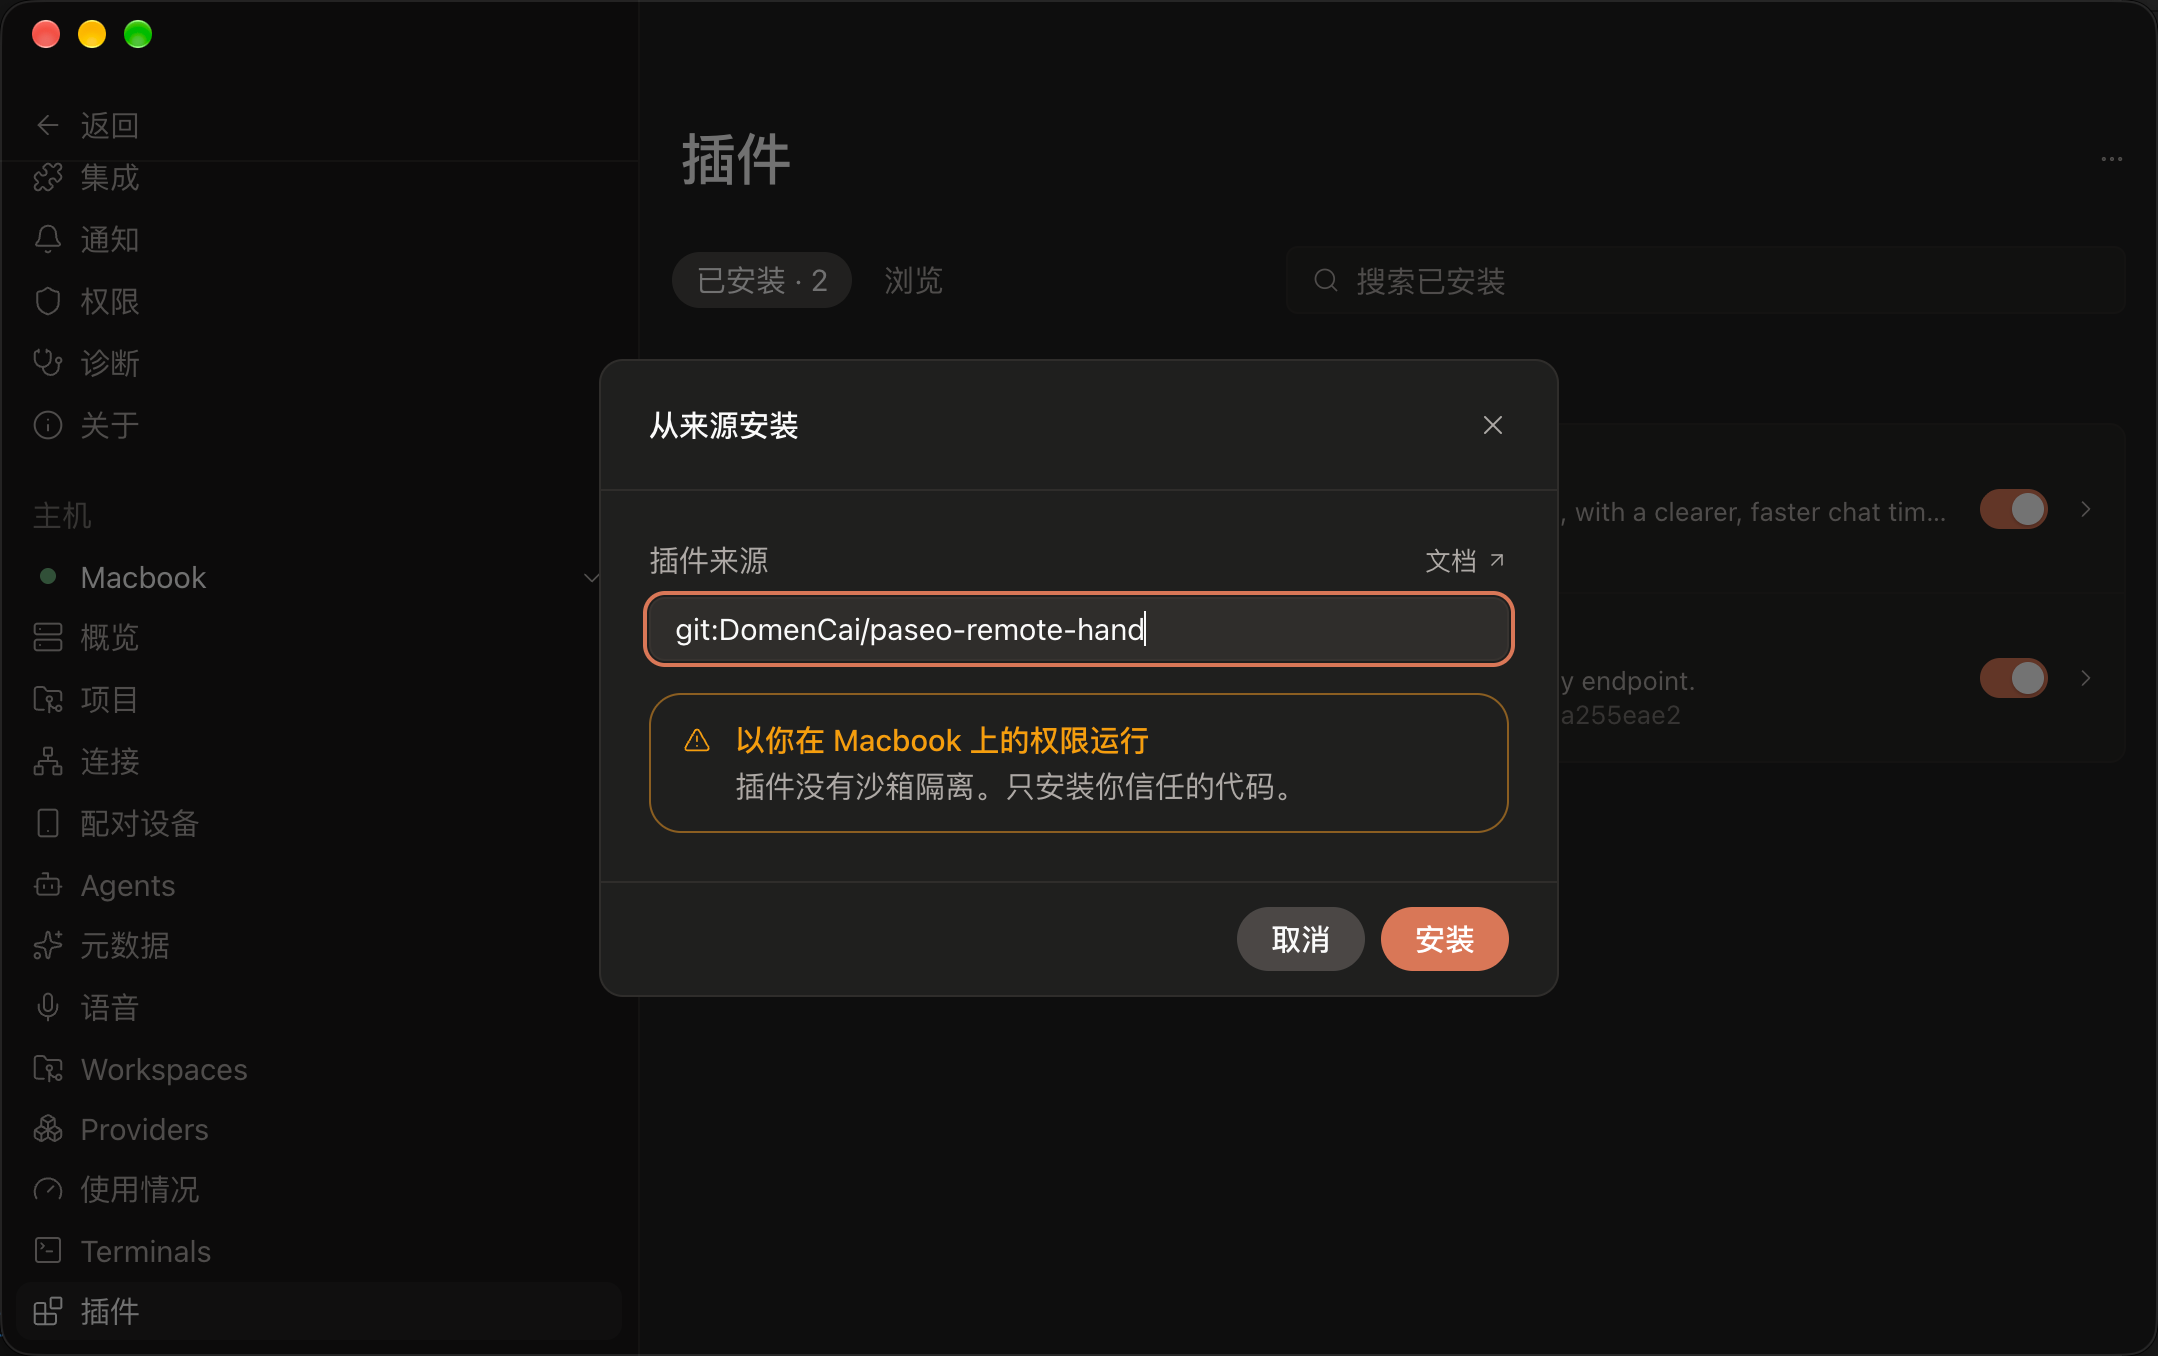 返回
集成
通知
权限
诊断
关于
主机
Macbook
概览
项目
连接
配对设备
Agents
元数据
语音
Workspaces
Providers
使用情况
Terminals
插件
插件
已安装 · 2
浏览
搜索已安装
, with a clearer, faster chat tim...
y endpoint.
a255eae2
从来源安装
插件来源
文档
git:DomenCai/paseo-remote-hand
以你在 Macbook 上的权限运行
插件没有沙箱隔离。只安装你信任的代码。
取消
安装